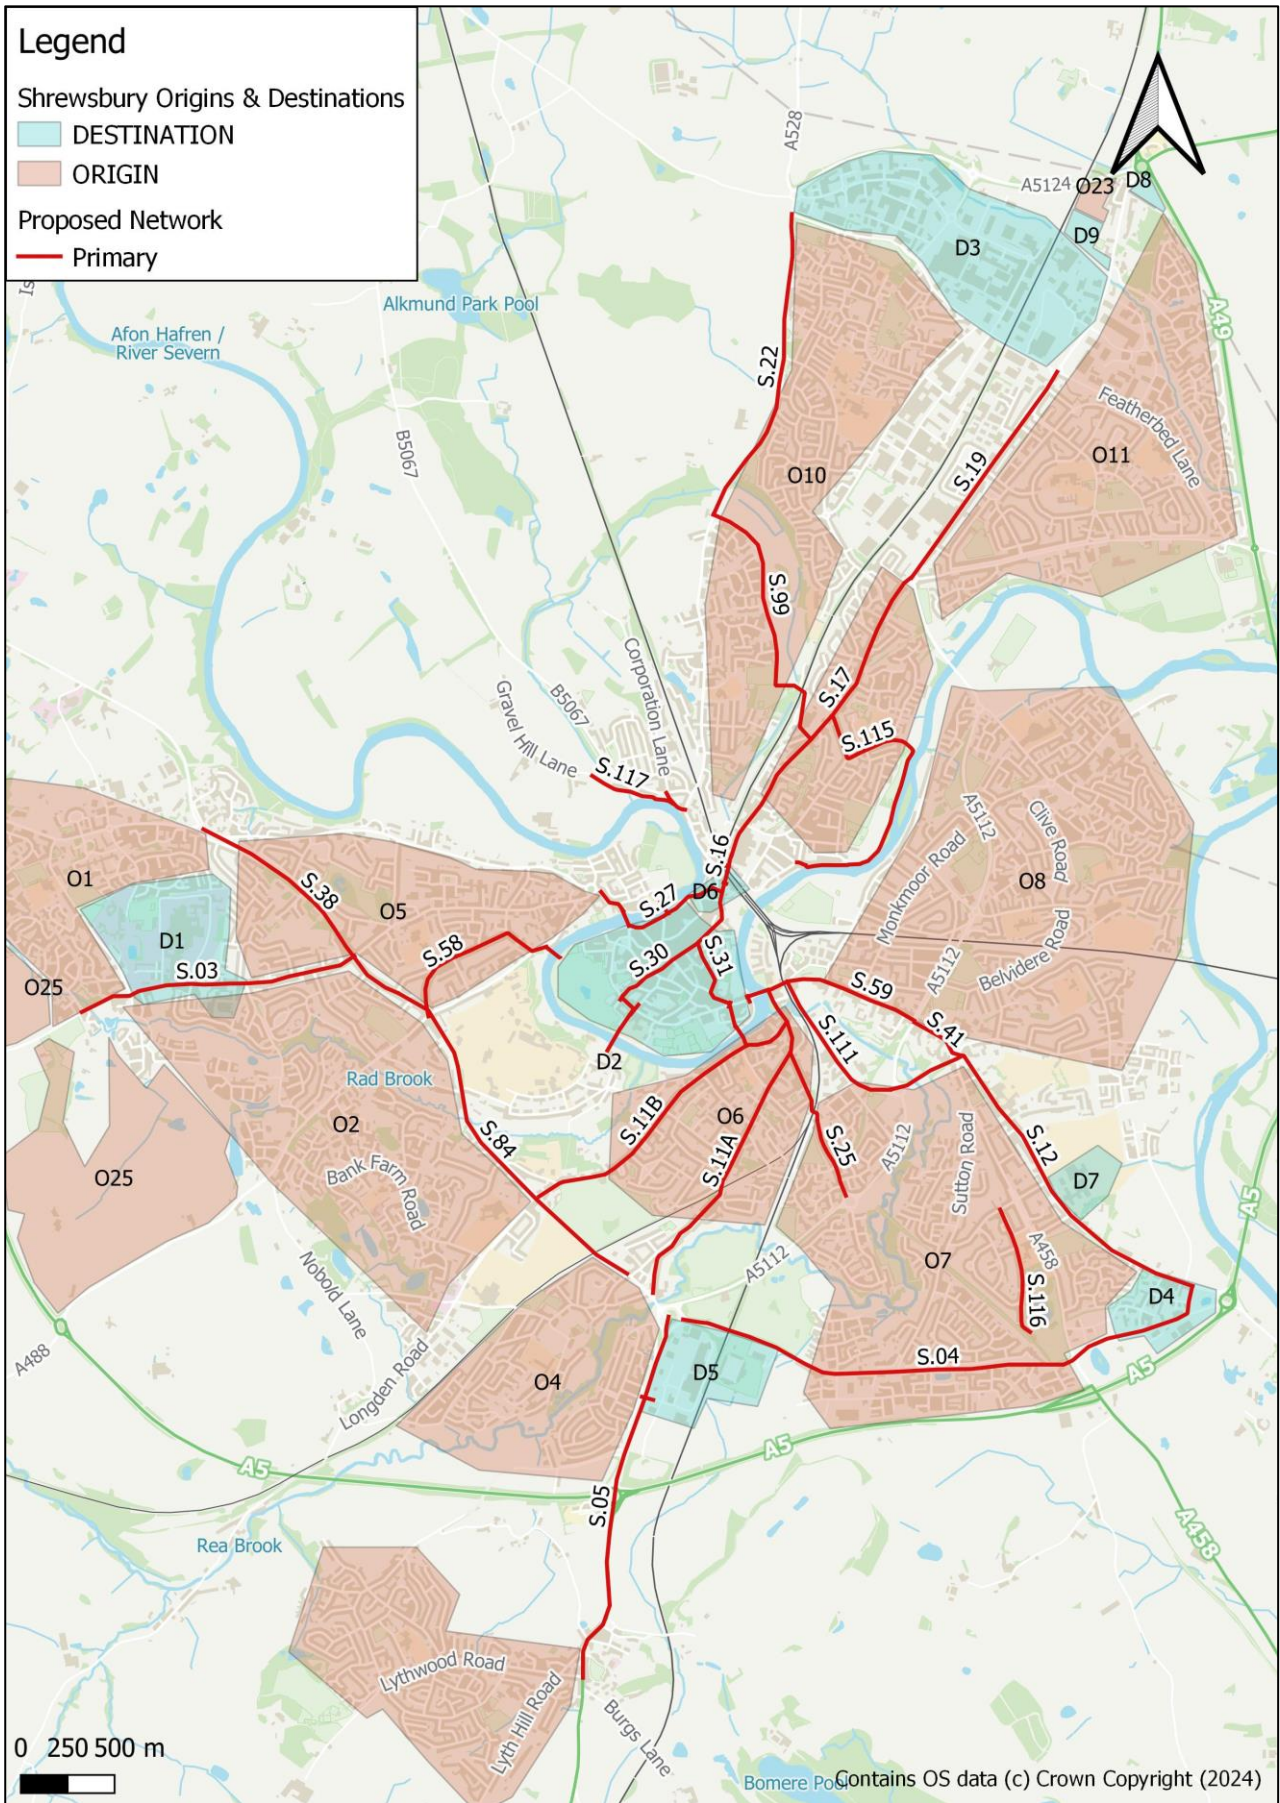 Legend
Shrewsbury Origins & Destinations
DESTINATION
ORIGIN
Proposed Network
Primary
A528
A5124
O23
D8
D9
D3
Alkmund Park Pool
Afon Hafren /
River Severn
A49
S.22
Featherbed Lane
B5067
O10
S.19
O11
S.99
Corporation Lane
B5067
Gravel Hill Lane
S.17
S.115
S.117
A5112
Clive Road
Monkmoor Road
S.16
O1
S.38
O5
D6
S.27
O8
D1
S.58
S.30
S.31
Belvidere Road
S.03
A5112
S.59
O25
S.41
S.111
D2
Rad Brook
O2
S.84
S.11B
O6
S.11A
S.25
A5112
Sutton Road
S.12
D7
O25
Bank Farm Road
A5
Nobold Lane
A5112
O7
A458
S.116
D4
A488
Longden Road
O4
D5
S.04
A5
A5
A5
S.05
A458
Rea Brook
Lythwood Road
Lyth Hill Road
Burgs Lane
0 250 500 m
Bomere Pool
Contains OS data (c) Crown Copyright (2024)